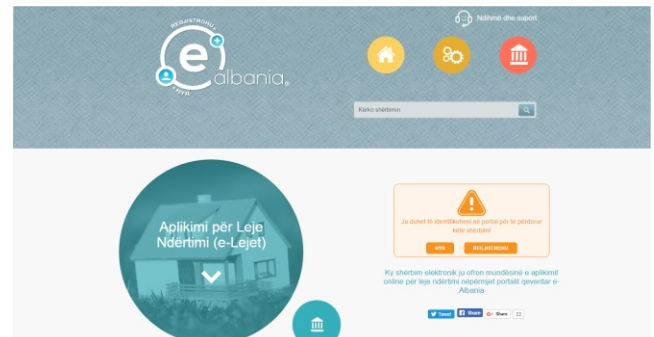 REGJISTROHU
e
albania
HYR
Ndihmë dhe suport
Kërko shërbimin
Aplikimi për Leje
Ndërtimi (e-Lejet)
Ju duhet të identifikoheni në portal për të përdorur
këtë shërbim!
HYR
REGJISTROHU
Ky shërbim elektronik ju ofron mundësinë e aplikimit
online për leje ndërtimi nëpërmjet portalit qeveritar e-
Albania
Tweet
Share
G+ Share
22